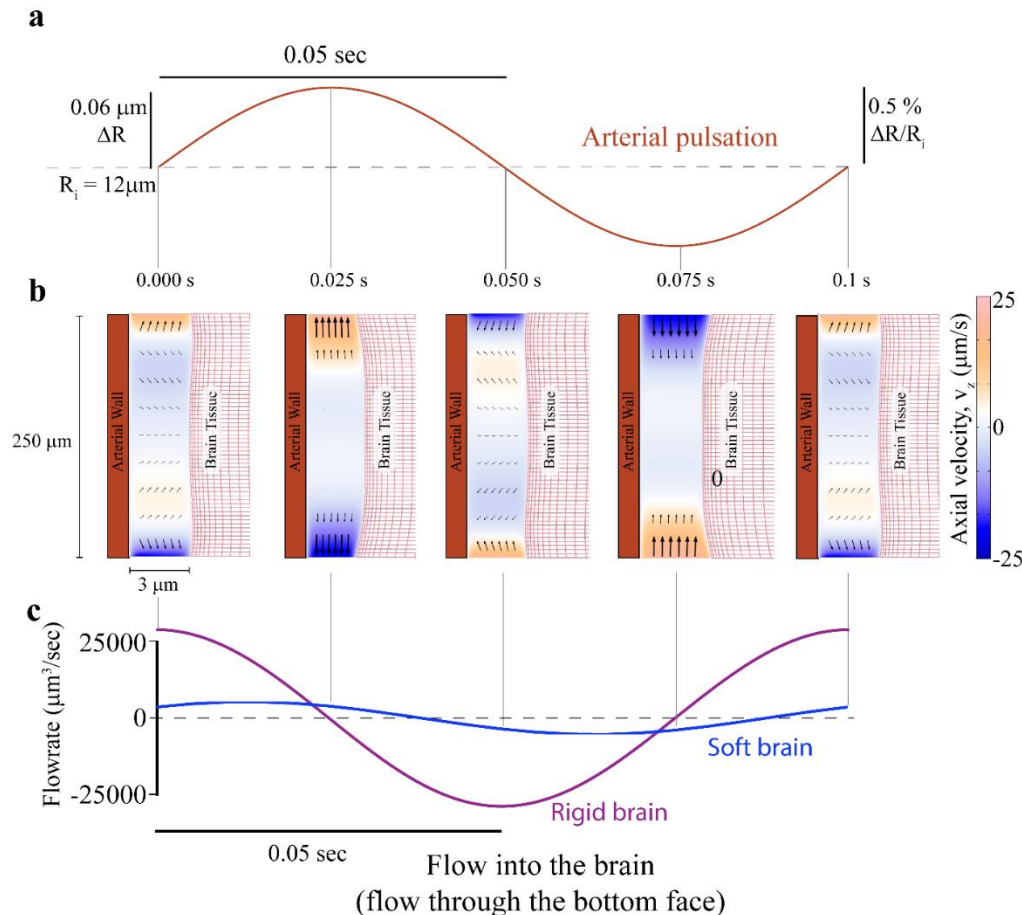 a
0.05 sec
0.06 μm
ΔR
0.5 %
ΔR/Rᵢ
Arterial pulsation
Rᵢ = 12μm
0.000 s
0.025 s
0.050 s
0.075 s
0.1 s
b
250 μm
Arterial Wall
Brain Tissue
Arterial Wall
Brain Tissue
Arterial Wall
Brain Tissue
Arterial Wall
Brain Tissue
0
Arterial Wall
Brain Tissue
25
0
-25
Axial velocity, v_z (μm/s)
3 μm
c
Flowrate (μm³/sec)
25000
0
-25000
Soft brain
Rigid brain
0.05 sec
Flow into the brain
(flow through the bottom face)